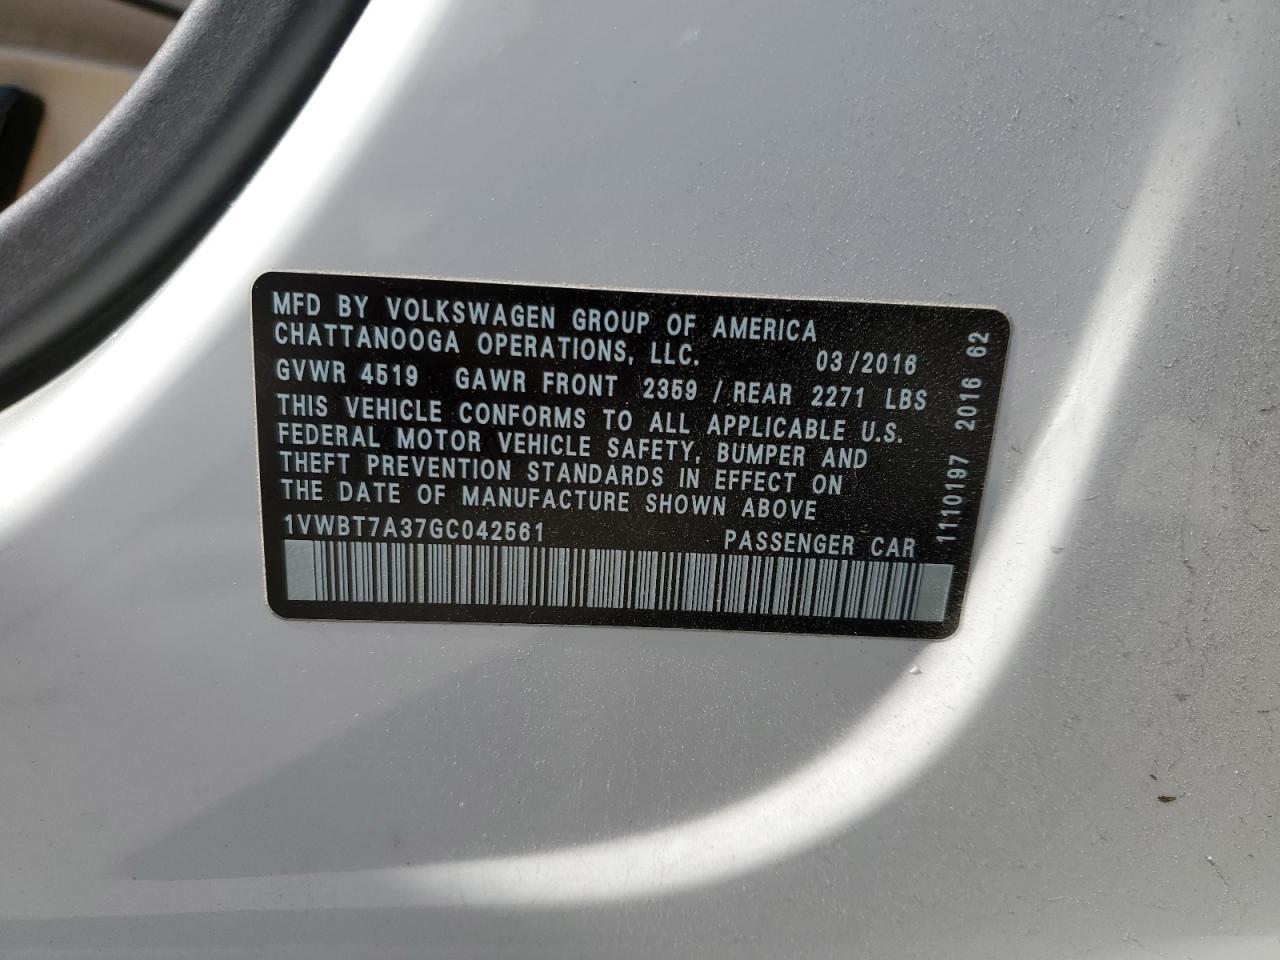 MFD BY VOLKSWAGEN GROUP OF AMERICA
CHATTANOOGA OPERATIONS, LLC. 03/2016
GVWR 4519 GAWR FRONT 2359 / REAR 2271 LBS
THIS VEHICLE CONFORMS TO ALL APPLICABLE U.S.
FEDERAL MOTOR VEHICLE SAFETY, BUMPER AND
THEFT PREVENTION STANDARDS IN EFFECT ON
THE DATE OF MANUFACTURE SHOWN ABOVE
1VWBT7A37GC042561 PASSENGER CAR
1110197 2016 62